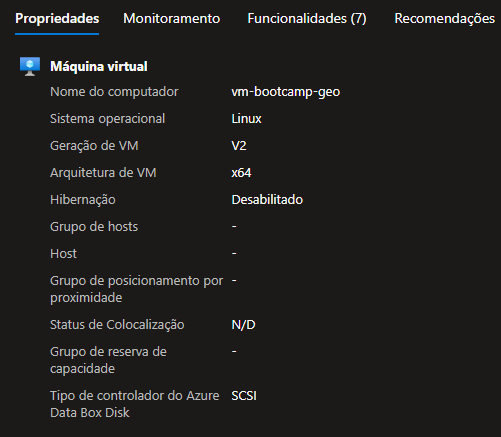 Propriedades Monitoramento Funcionalidades (7) Recomendações
Máquina virtual
Nome do computador vm-bootcamp-geo
Sistema operacional Linux
Geração de VM V2
Arquitetura de VM x64
Hibernação Desabilitado
Grupo de hosts -
Host -
Grupo de posicionamento por -
proximidade
Status de Colocalização N/D
Grupo de reserva de -
capacidade
Tipo de controlador do Azure SCSI
Data Box Disk